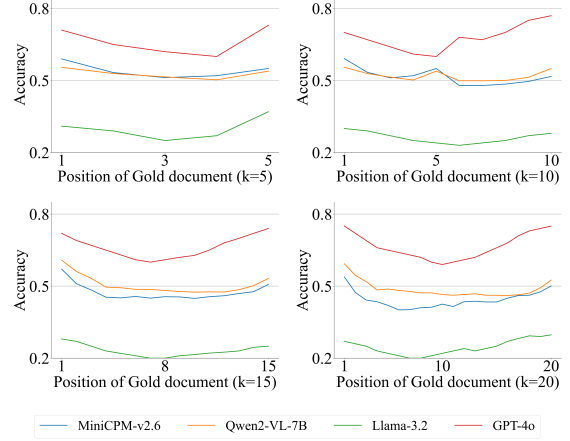 0.8
0.5
0.2
Accuracy
1 3 5
Position of Gold document (k=5)
0.8
0.5
0.2
Accuracy
1 5 10
Position of Gold document (k=10)
0.8
0.5
0.2
Accuracy
1 8 15
Position of Gold document (k=15)
0.8
0.5
0.2
Accuracy
1 10 20
Position of Gold document (k=20)
MiniCPM-v2.6 Qwen2-VL-7B Llama-3.2 GPT-4o